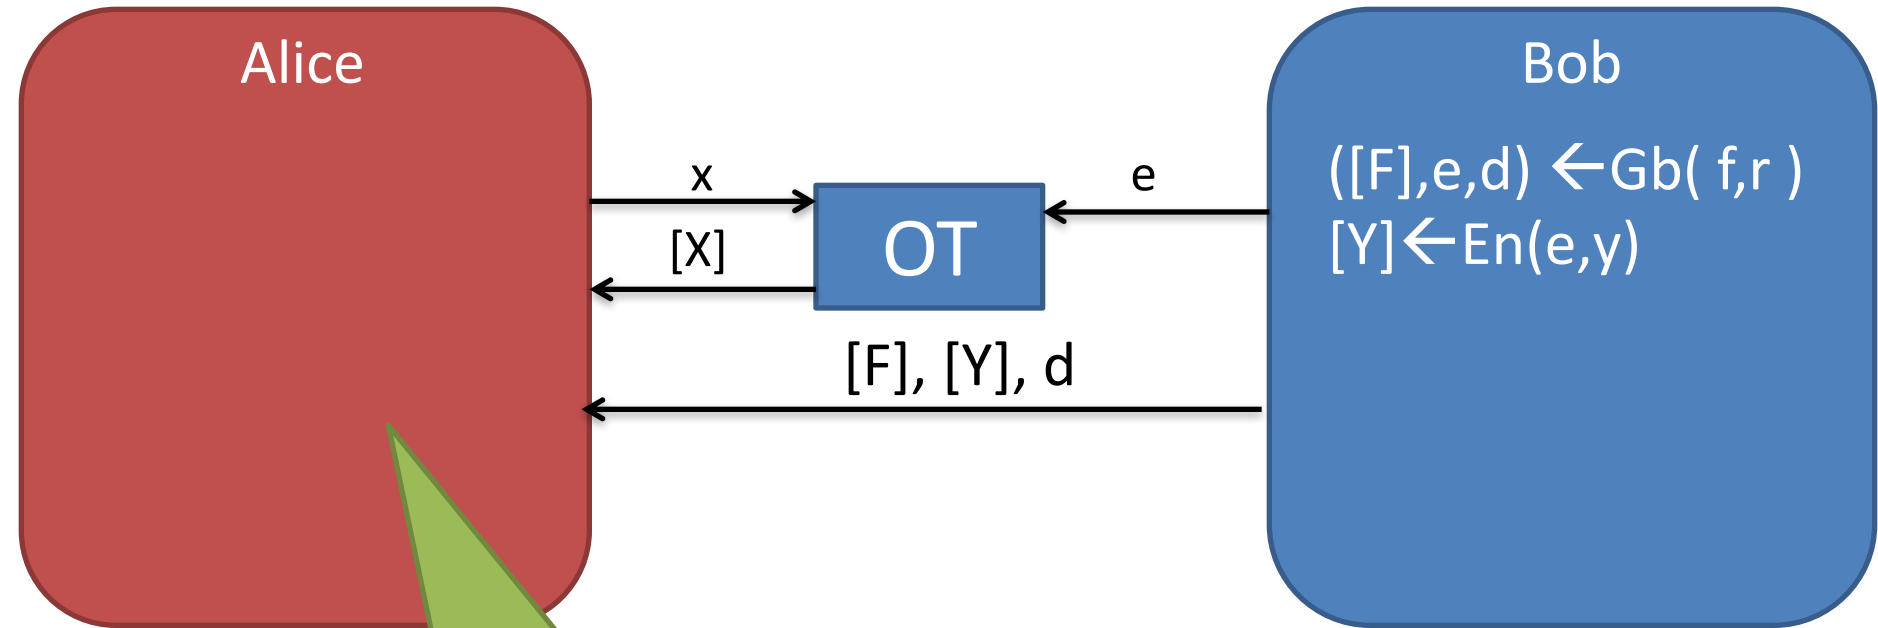 Alice
Bob
x
e
([F],e,d) ←Gb( f,r )
[X]
OT
[Y]←En(e,y)
[F], [Y], d